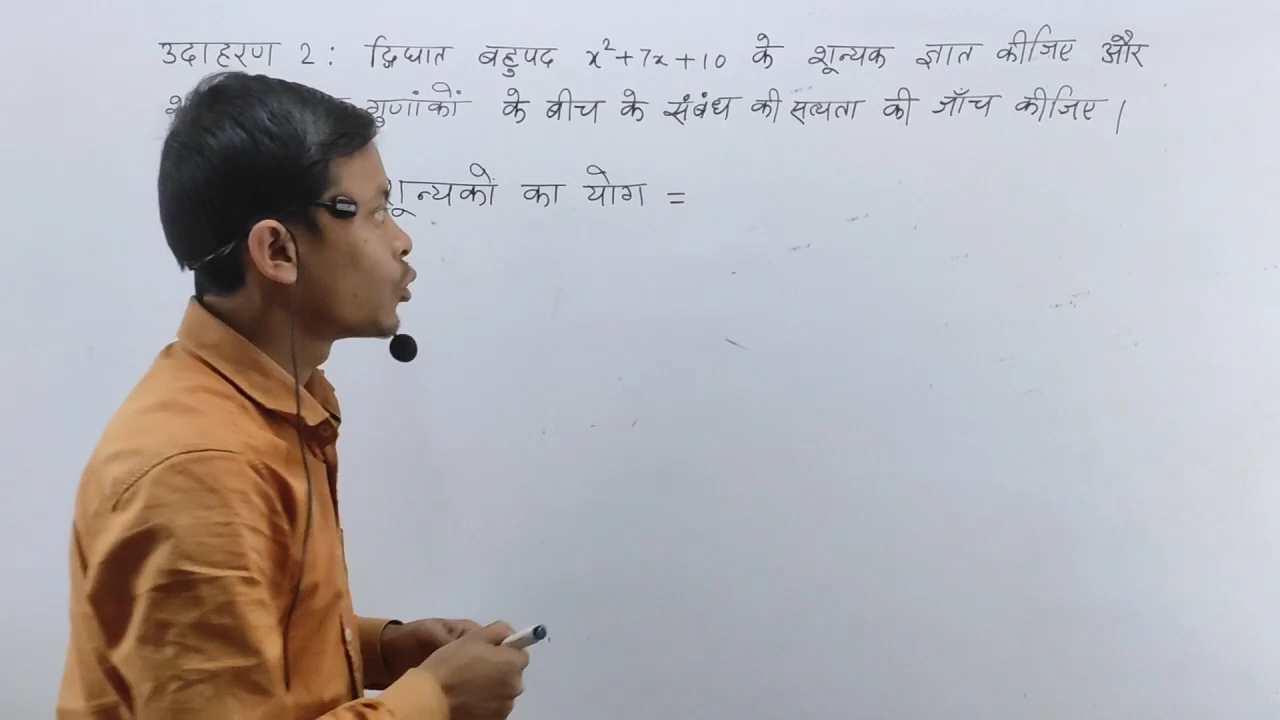 उदाहरण 2 : द्विघात बहुपद x² + 7x + 10 के शून्यक ज्ञात कीजिए और
गुणांकों के बीच के संबंध की सत्यता की जाँच कीजिए ।
शून्यकों का योग =